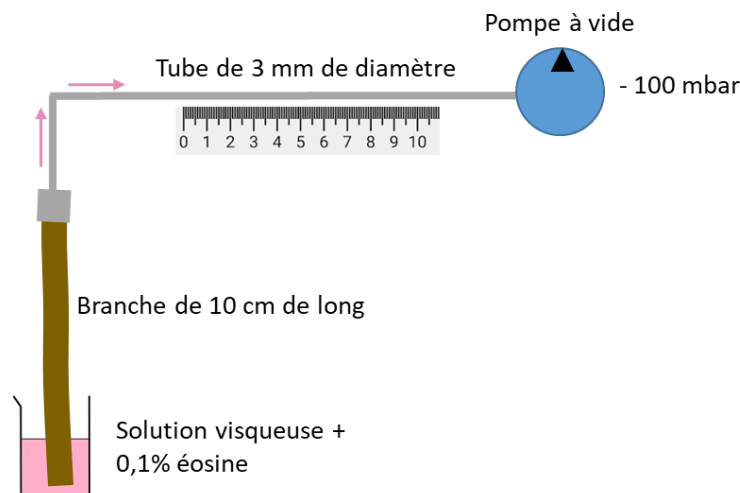 Pompe à vide
Tube de 3 mm de diamètre
- 100 mbar
0 1 2 3 4 5 6 7 8 9 10
Branche de 10 cm de long
Solution visqueuse +
0,1% éosine